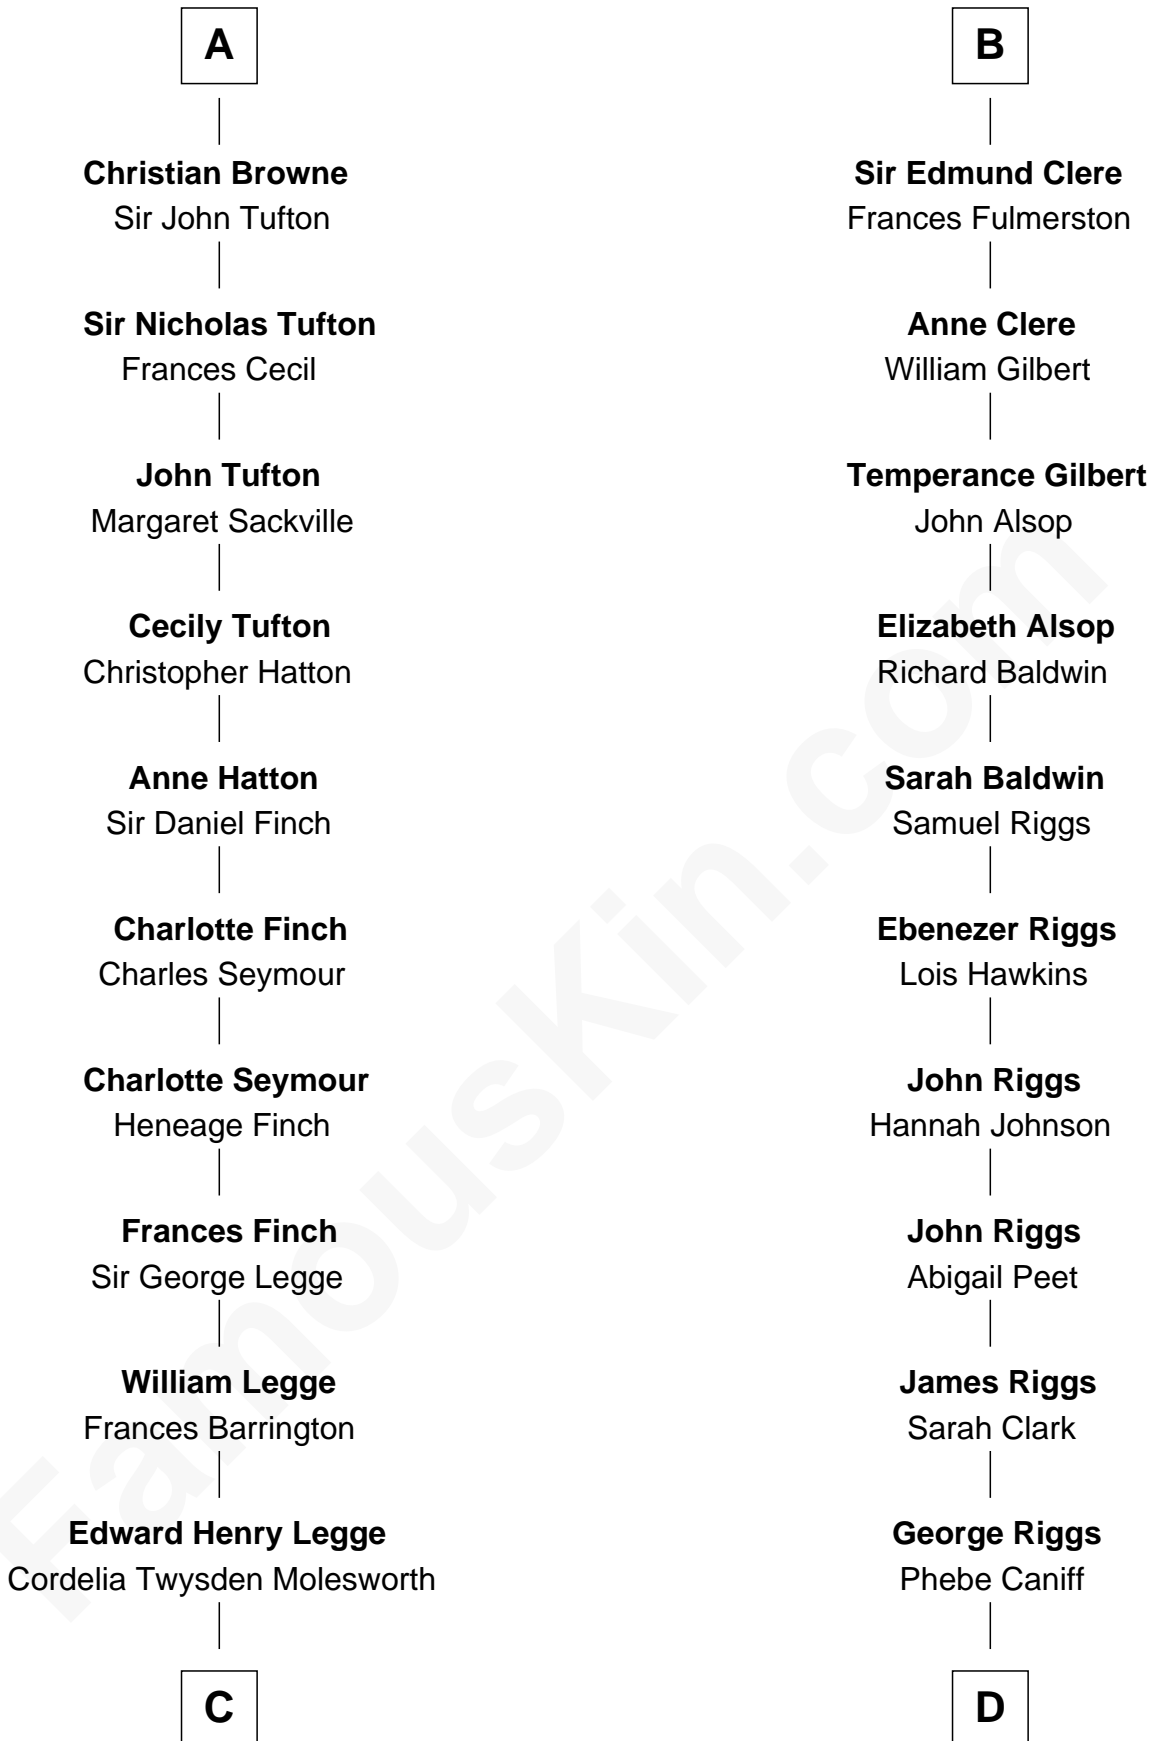 A
Christian Browne
Sir John Tufton
Sir Nicholas Tufton
Frances Cecil
John Tufton
Margaret Sackville
Cecily Tufton
Christopher Hatton
Anne Hatton
Sir Daniel Finch
Charlotte Finch
Charles Seymour
Charlotte Seymour
Heneage Finch
Frances Finch
Sir George Legge
William Legge
Frances Barrington
Edward Henry Legge
Cordelia Twysden Molesworth
C
B
Sir Edmund Clere
Frances Fulmerston
Anne Clere
William Gilbert
Temperance Gilbert
John Alsop
Elizabeth Alsop
Richard Baldwin
Sarah Baldwin
Samuel Riggs
Ebenezer Riggs
Lois Hawkins
John Riggs
Hannah Johnson
John Riggs
Abigail Peet
James Riggs
Sarah Clark
George Riggs
Phebe Caniff
D
FamousKin.com